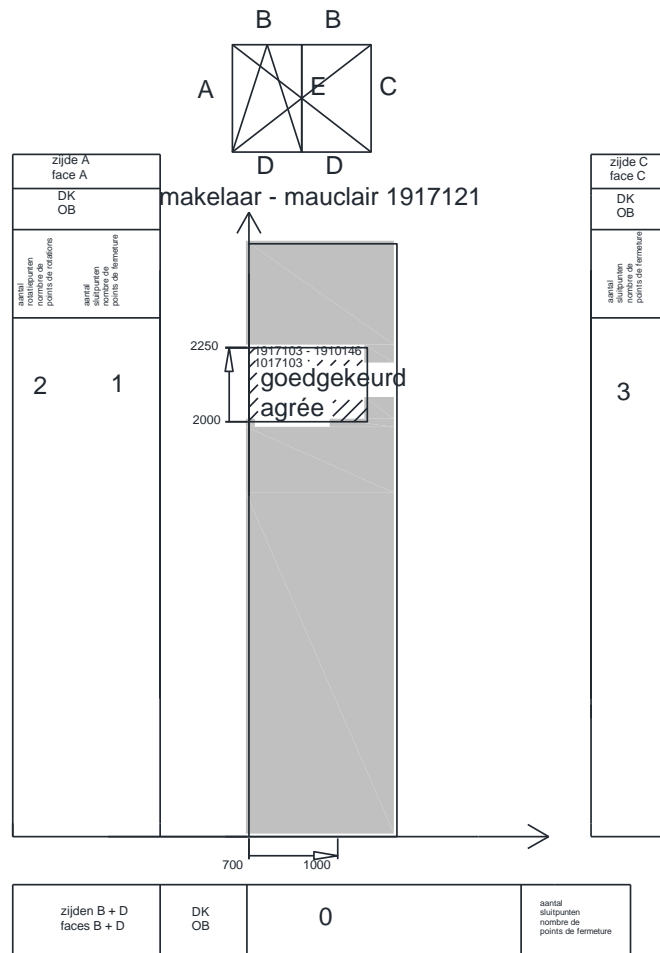 B B
A E C
D D
makelaar - mauclair 1917121
zijde A
face A
DK
OB
aantal
rotatiepunten
nombre de
points de rotations
aantal
sluitpunten
nombre de
points de fermeture
2 1
zijde C
face C
DK
OB
aantal
sluitpunten
nombre de
points de fermeture
3
2250
1917103 - 1910146
1017103
goedgekeurd
agrée
2000
700 1000
zijden B + D
faces B + D
DK
OB
0
aantal
sluitpunten
nombre de
points de fermeture